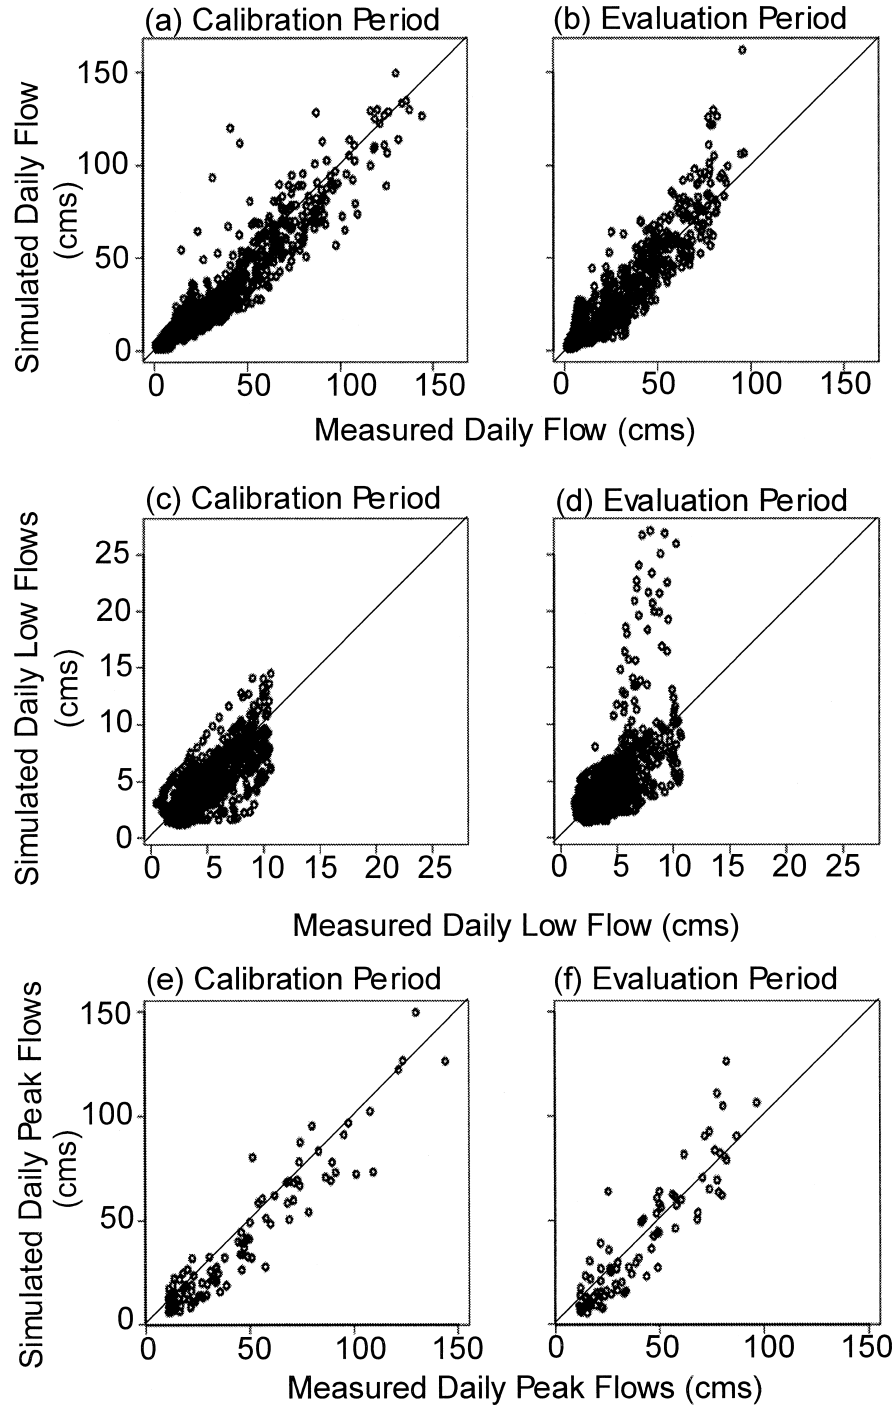 (a) Calibration Period
(b) Evaluation Period
Simulated Daily Flow
(cms)
150
100
50
0
0 50 100 150
0 50 100 150
Measured Daily Flow (cms)
(c) Calibration Period
(d) Evaluation Period
Simulated Daily Low Flows
(cms)
25
20
15
10
5
0
0 5 10 15 20 25
0 5 10 15 20 25
Measured Daily Low Flow (cms)
(e) Calibration Period
(f) Evaluation Period
Simulated Daily Peak Flows
(cms)
150
100
50
0
0 50 100 150
0 50 100 150
Measured Daily Peak Flows (cms)